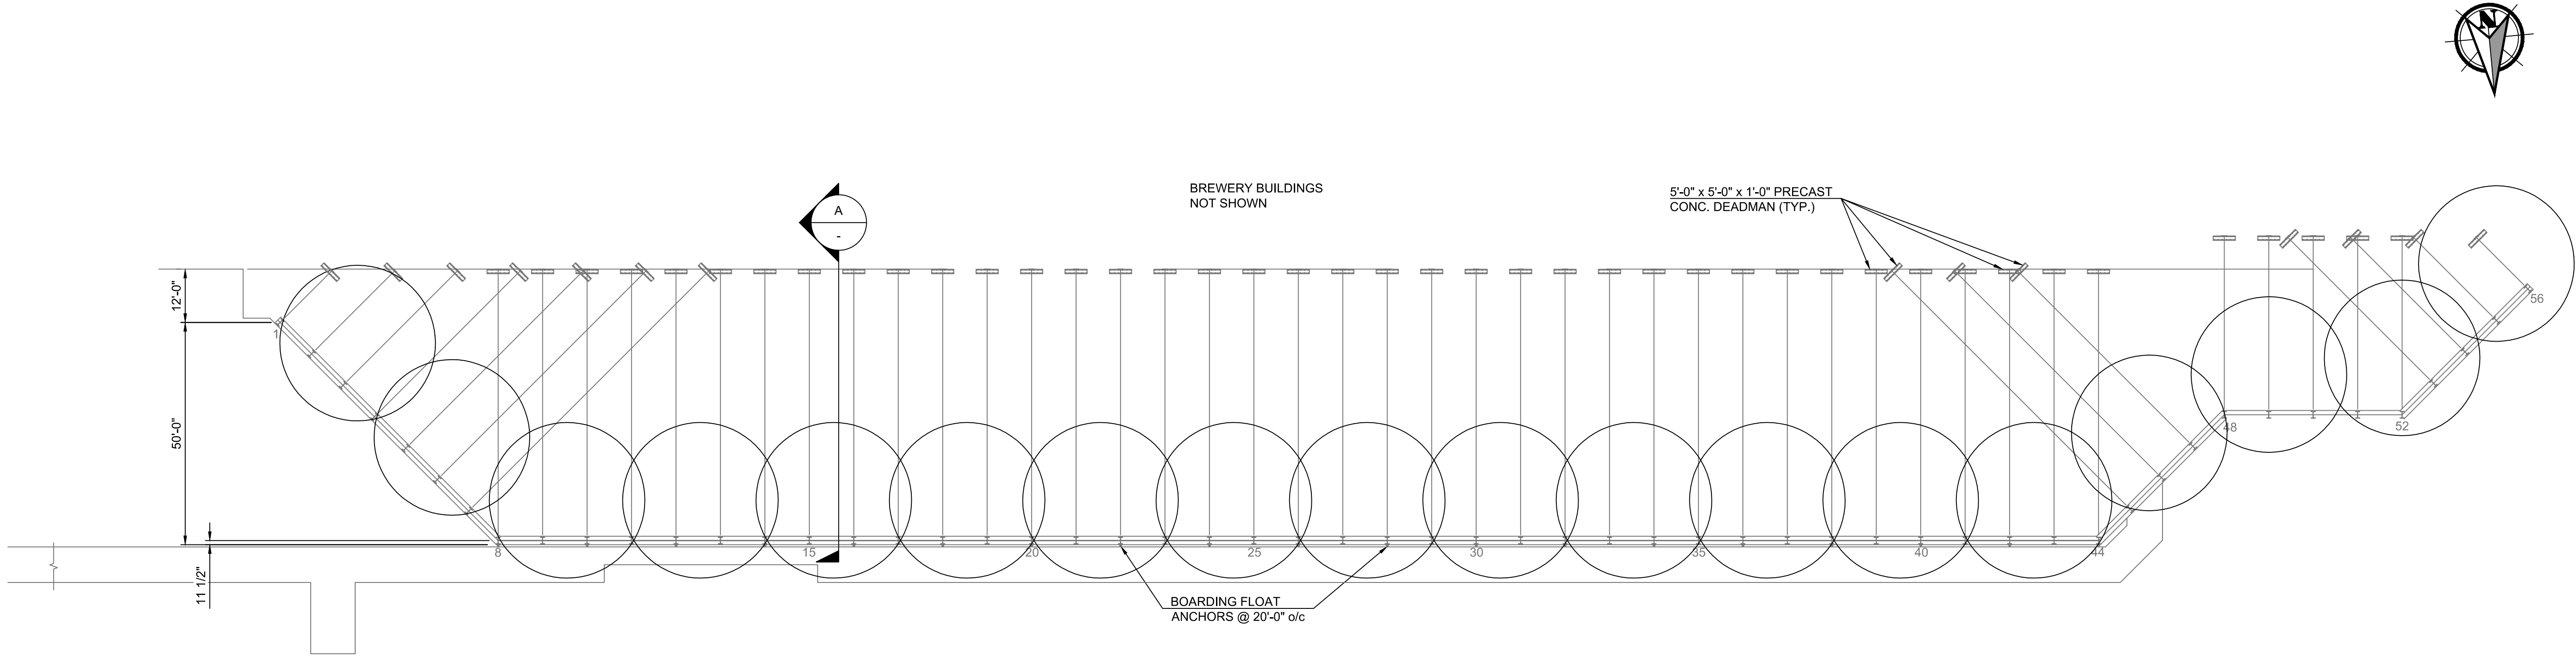 N
A
-
BREWERY BUILDINGS
NOT SHOWN
5'-0" x 5'-0" x 1'-0" PRECAST
CONC. DEADMAN (TYP.)
12'-0"
50'-0"
11 1/2"
1
8
15
20
25
30
35
40
44
48
52
56
BOARDING FLOAT
ANCHORS @ 20'-0" o/c